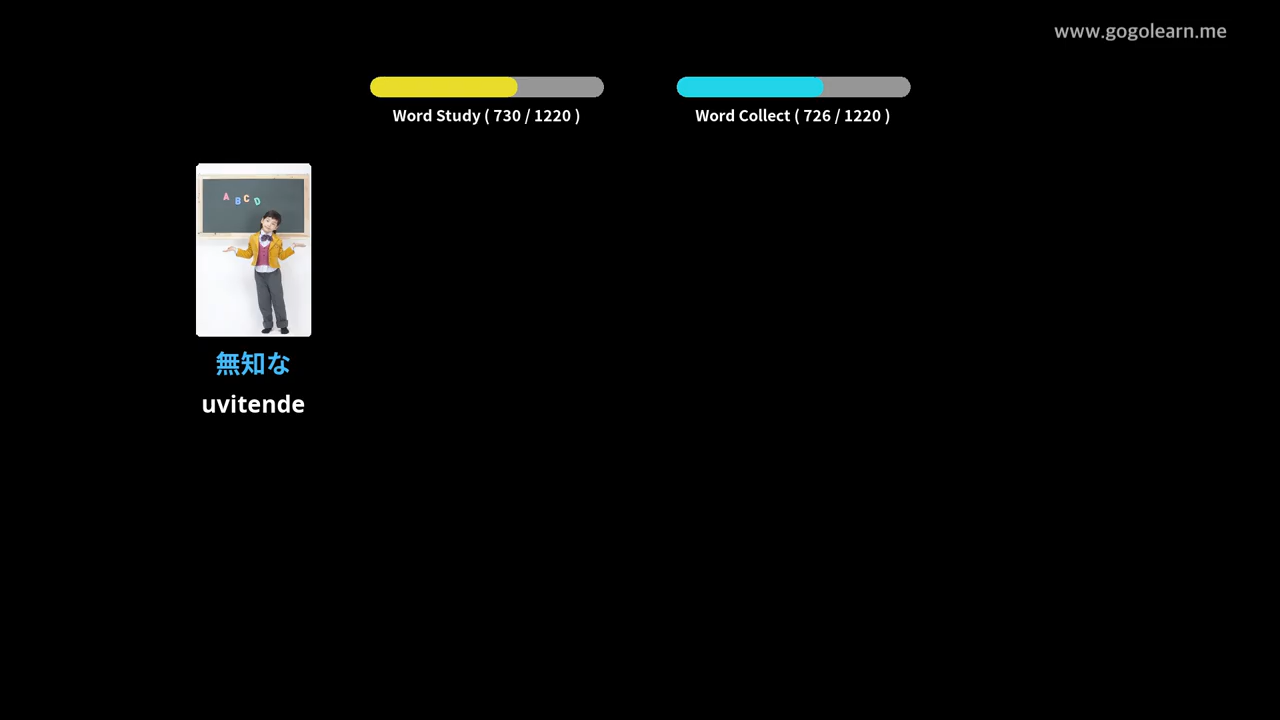 www.gogolearn.me
Word Study ( 730 / 1220 )
Word Collect ( 726 / 1220 )
A B C D
無知な
uvitende